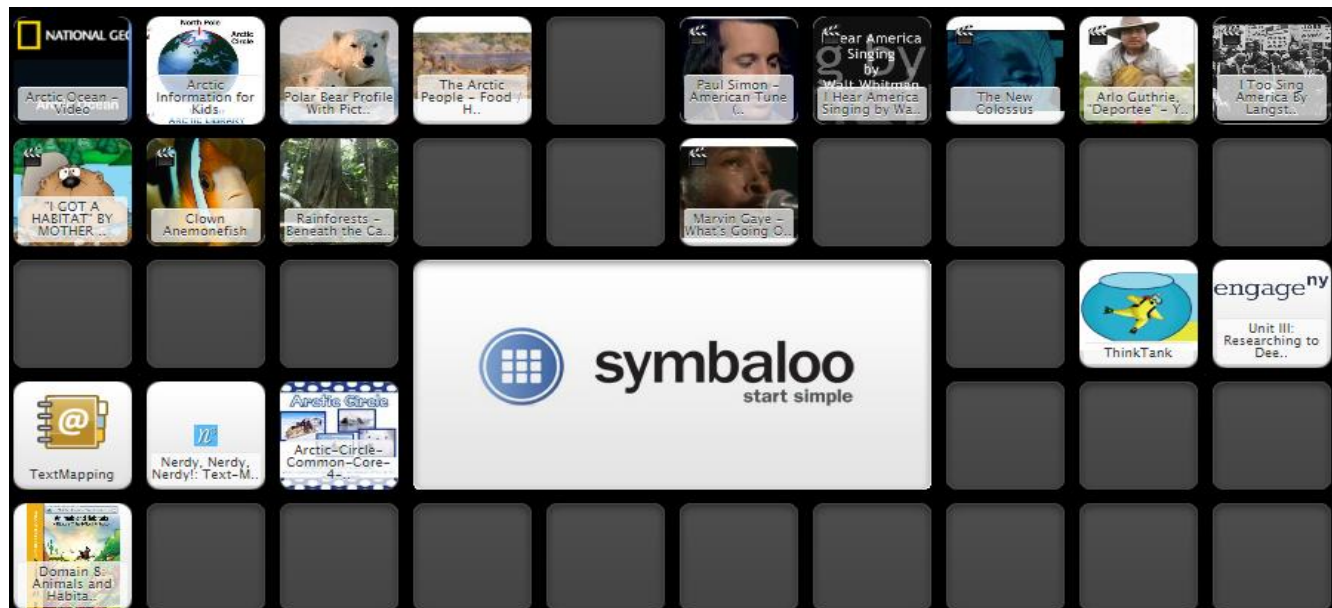 NATIONAL GEO
Arctic Ocean -
Video
North Pole
Arctic
Circle
Arctic
Information for
Kids
Polar Bear Profile
With Pict..
The Arctic
People - Food /
H..
Paul Simon -
American Tune
(..
I Hear America
Singing
by
Walt Whitman
g by
I Hear America
Singing by Wa..
The New
Colossus
Arlo Guthrie,
"Deportee" - Y..
I Too Sing
America By
Langst..
"I GOT A
HABITAT" BY
MOTHER ..
Clown
Anemonefish
Rainforests -
Beneath the Ca..
Marvin Gaye -
What's Going O..
symbaloo
start simple
ThinkTank
engageny
Unit III:
Researching to
Dee..
@
TextMapping
n
Nerdy, Nerdy,
Nerdy!: Text-M..
Arctic Circle
Arctic-Circle-
Common-Core-
4-..
Domain 8:
Animals and
Habita..